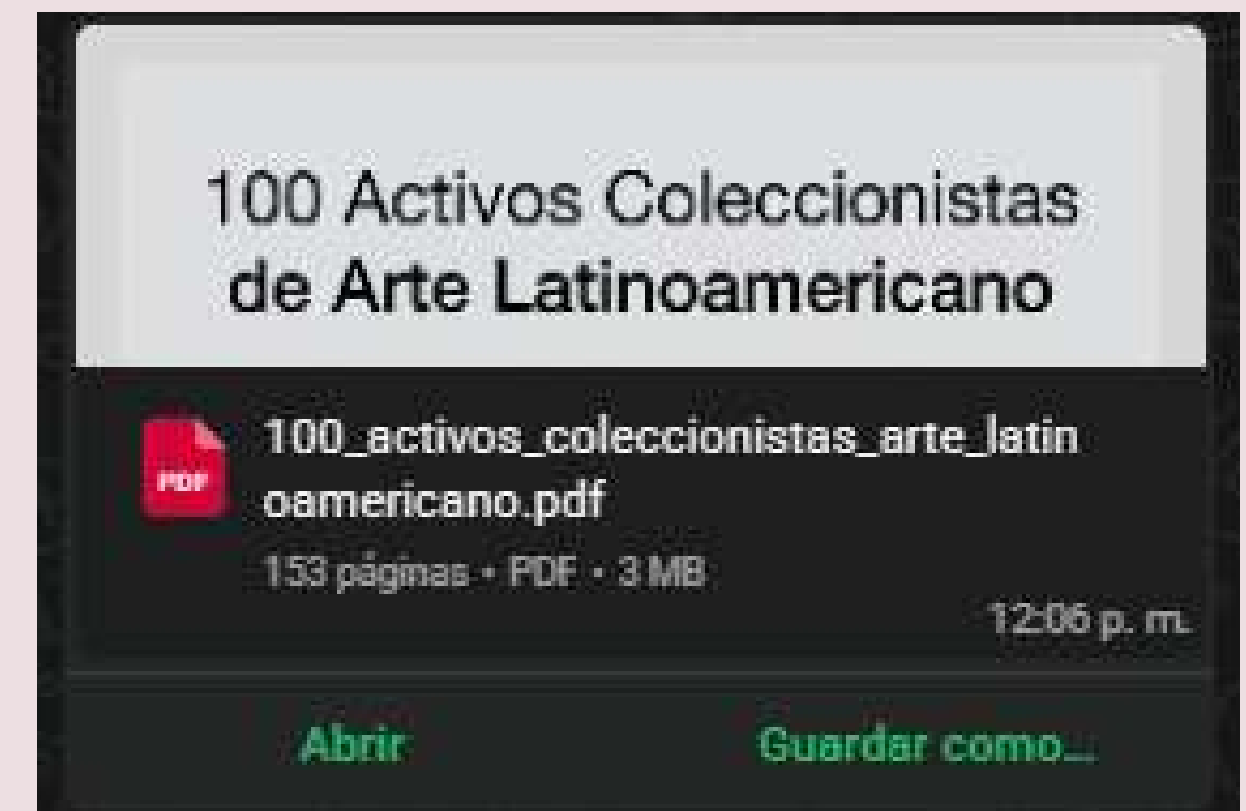 100 Activos Coleccionistas
de Arte Latinoamericano
PDF
100_activos_coleccionistas_arte_latin
oamericano.pdf
153 páginas • PDF • 3 MB
12:06 p. m.
Abrir
Guardar como...